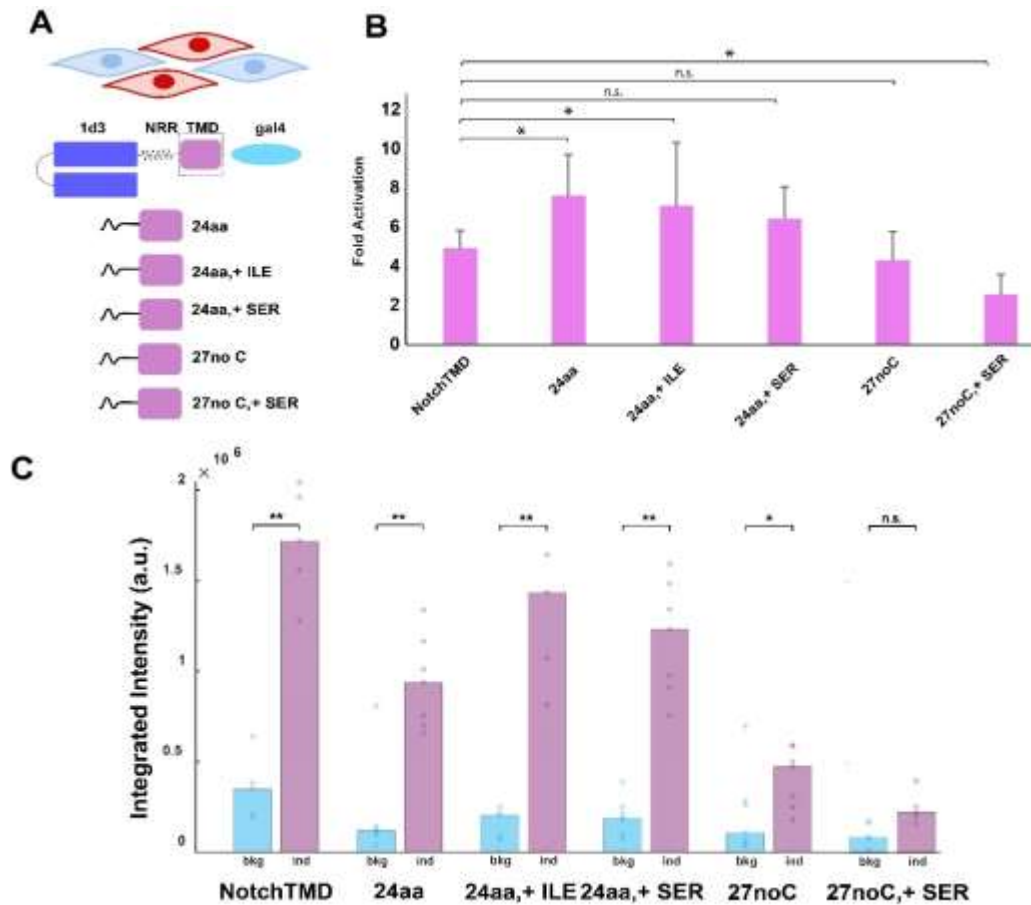 A
1d3 NRR TMD gal4
24aa
24aa,+ ILE
24aa,+ SER
27no C
27no C,+ SER
B
*
n.s.
n.s.
*
*
Fold Activation
12
10
8
6
4
2
0
NotchTMD
24aa
24aa,+ ILE
24aa,+ SER
27noC
27noC,+ SER
C
× 10 6
2
1.5
1
0.5
0
Integrated Intensity (a.u.)
** ** ** ** * n.s.
bkg ind bkg ind bkg ind bkg ind bkg ind bkg ind
NotchTMD 24aa 24aa,+ ILE 24aa,+ SER 27noC 27noC,+ SER